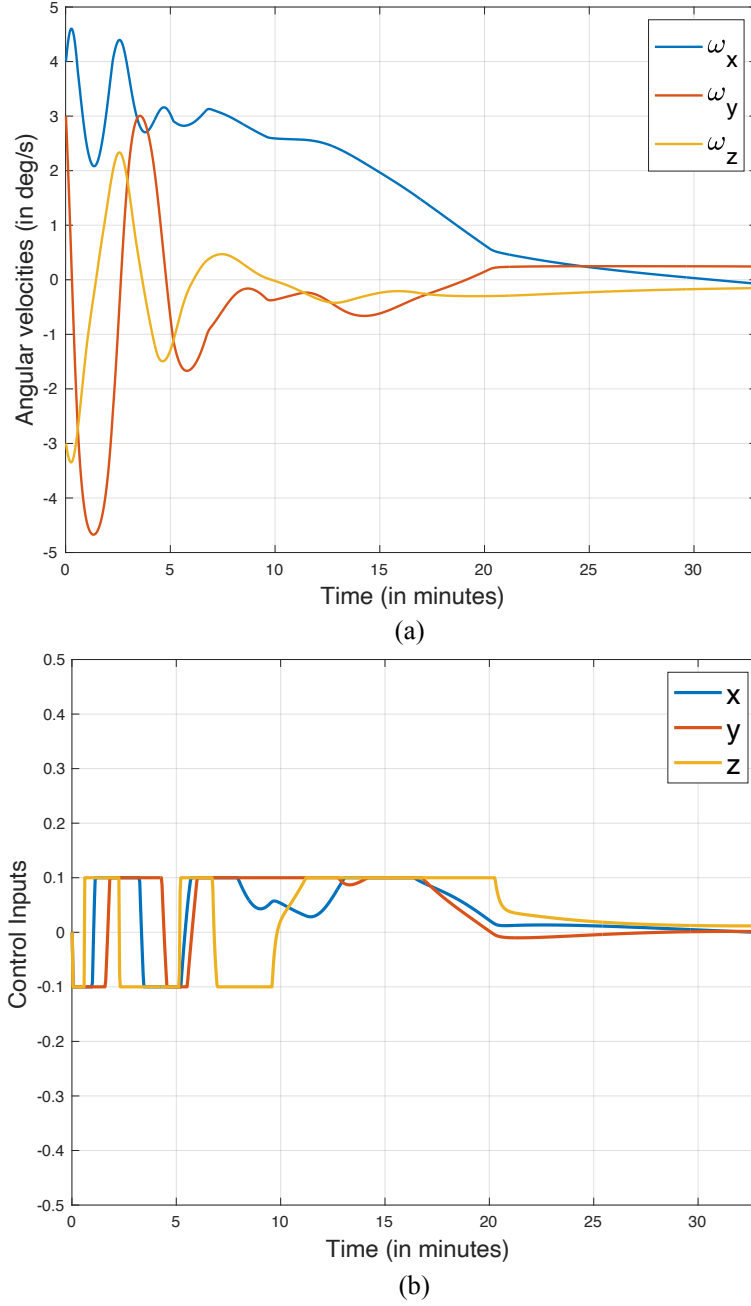 5
4
3
2
1
0
-1
-2
-3
-4
-5
Angular velocities (in deg/s)
ω_x
ω_y
ω_z
0 5 10 15 20 25 30
Time (in minutes)
(a)
0.5
0.4
0.3
0.2
0.1
0
-0.1
-0.2
-0.3
-0.4
-0.5
Control Inputs
x
y
z
0 5 10 15 20 25 30
Time (in minutes)
(b)